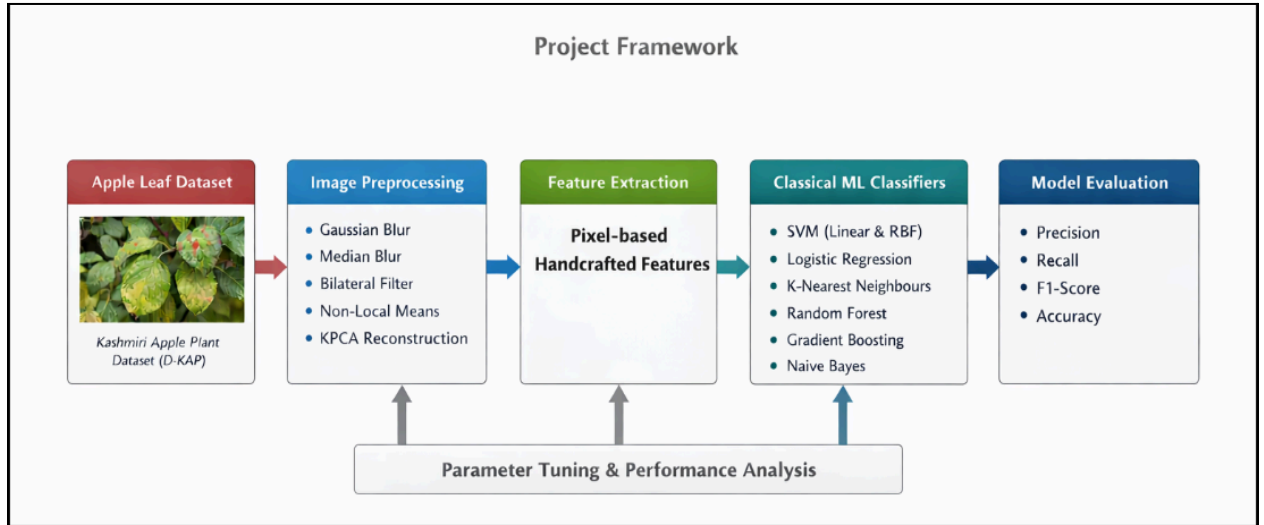 Project Framework
Apple Leaf Dataset
Kashmiri Apple Plant
Dataset (D-KAP)
Image Preprocessing
• Gaussian Blur
• Median Blur
• Bilateral Filter
• Non-Local Means
• KPCA Reconstruction
Feature Extraction
Pixel-based
Handcrafted Features
Classical ML Classifiers
• SVM (Linear & RBF)
• Logistic Regression
• K-Nearest Neighbours
• Random Forest
• Gradient Boosting
• Naive Bayes
Model Evaluation
• Precision
• Recall
• F1-Score
• Accuracy
Parameter Tuning & Performance Analysis